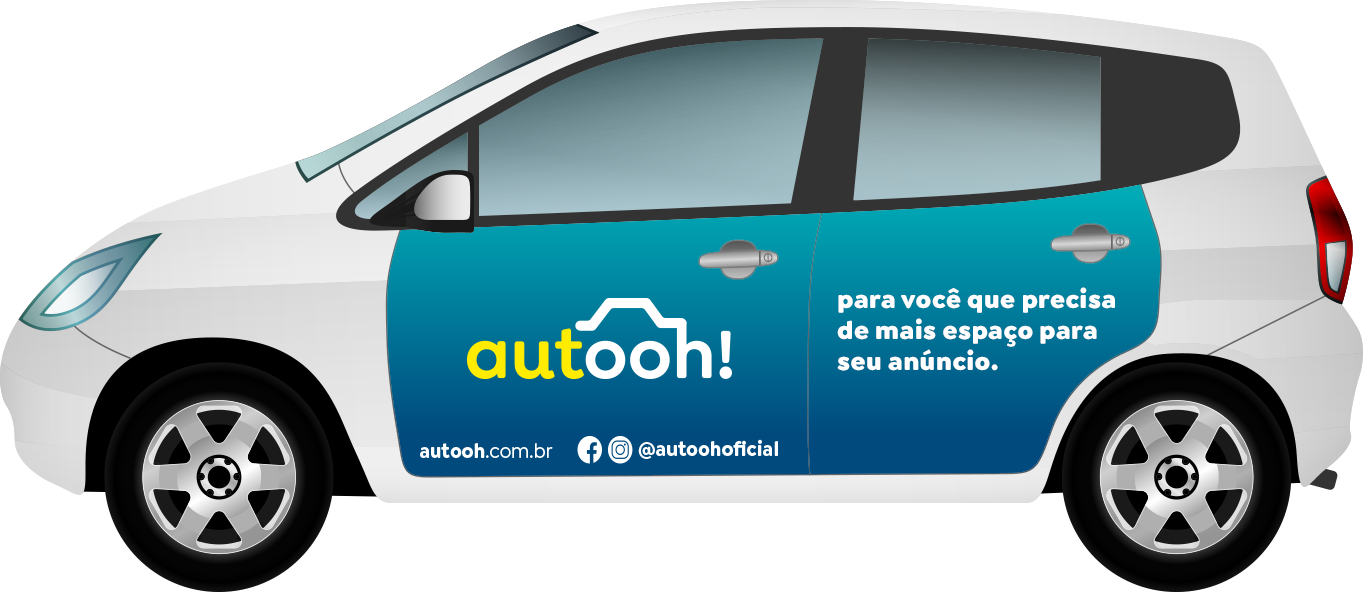 autooh!
para você que precisa
de mais espaço para
seu anúncio.
autooh.com.br
@autoohoficial